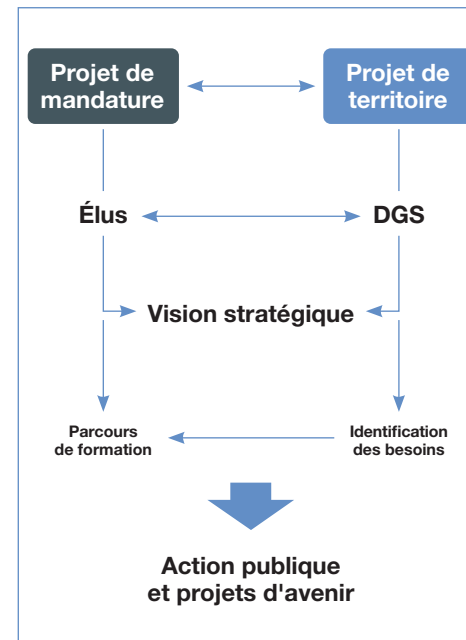 Projet de
mandature
Projet de
territoire
Élus
DGS
Vision stratégique
Parcours
de formation
Identification
des besoins
Action publique
et projets d'avenir